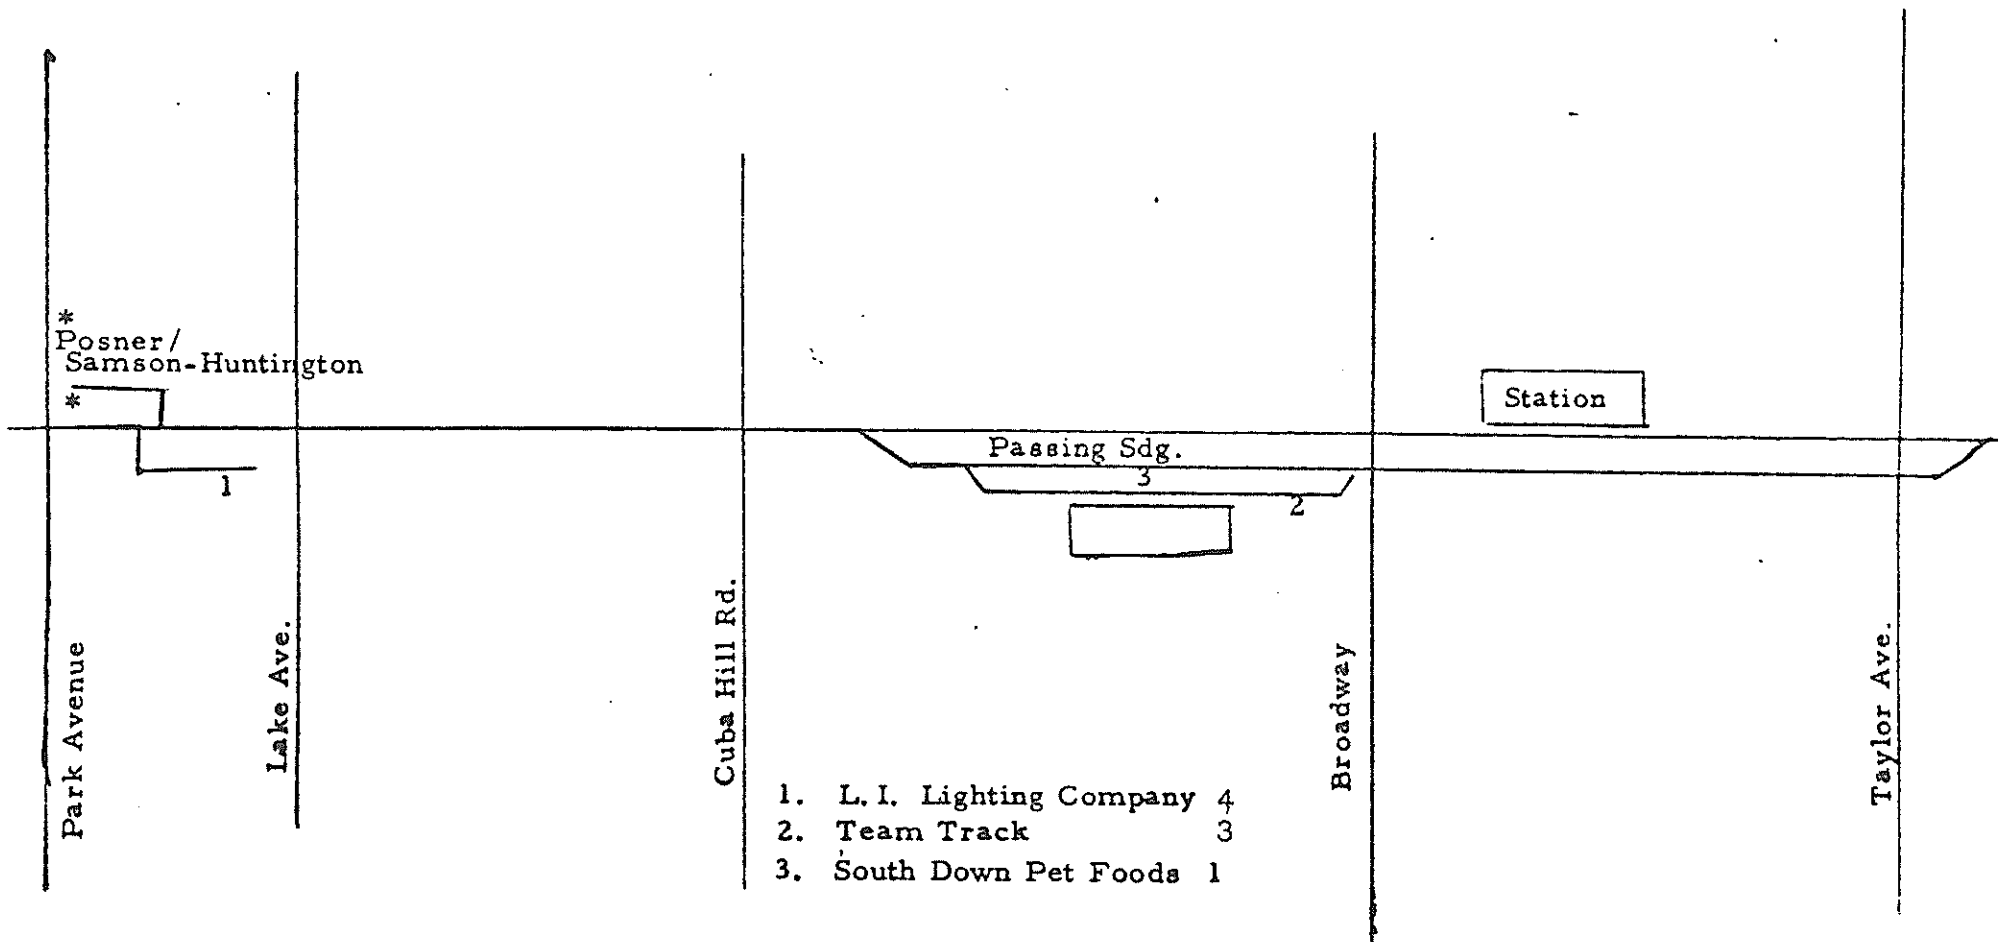 *
Posner/
Samson-Huntington
*
1
Station
Passing Sdg.
3
2
Park Avenue
Lake Ave.
Cuba Hill Rd.
Broadway
Taylor Ave.
1. L. I. Lighting Company 4
2. Team Track 3
3. South Down Pet Foods 1